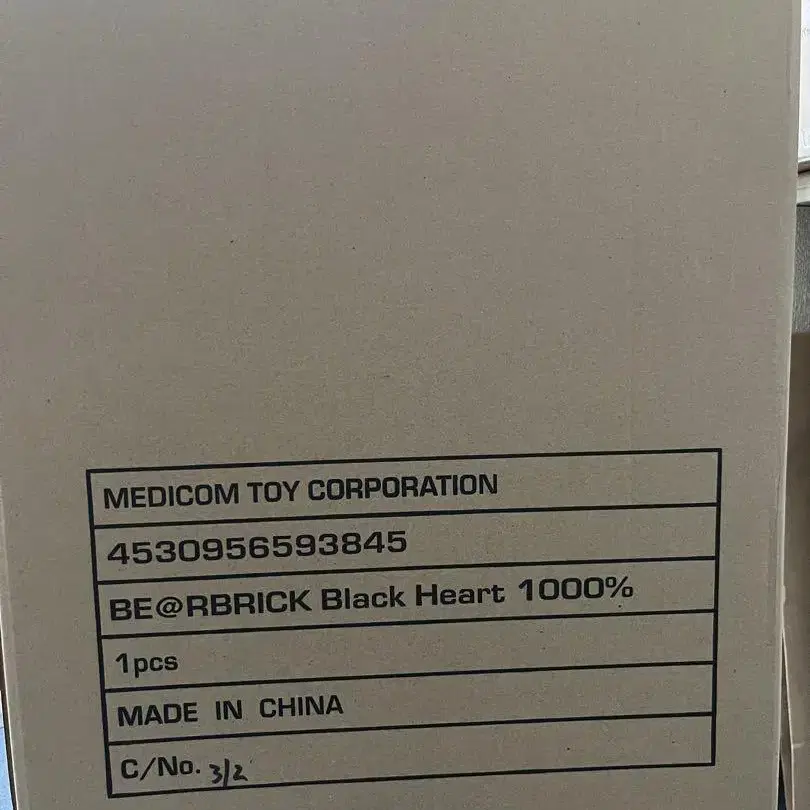 MEDICOM TOY CORPORATION
4530956593845
BE@RBRICK Black Heart 1000%
1pcs
MADE IN CHINA
C/No. 3/2